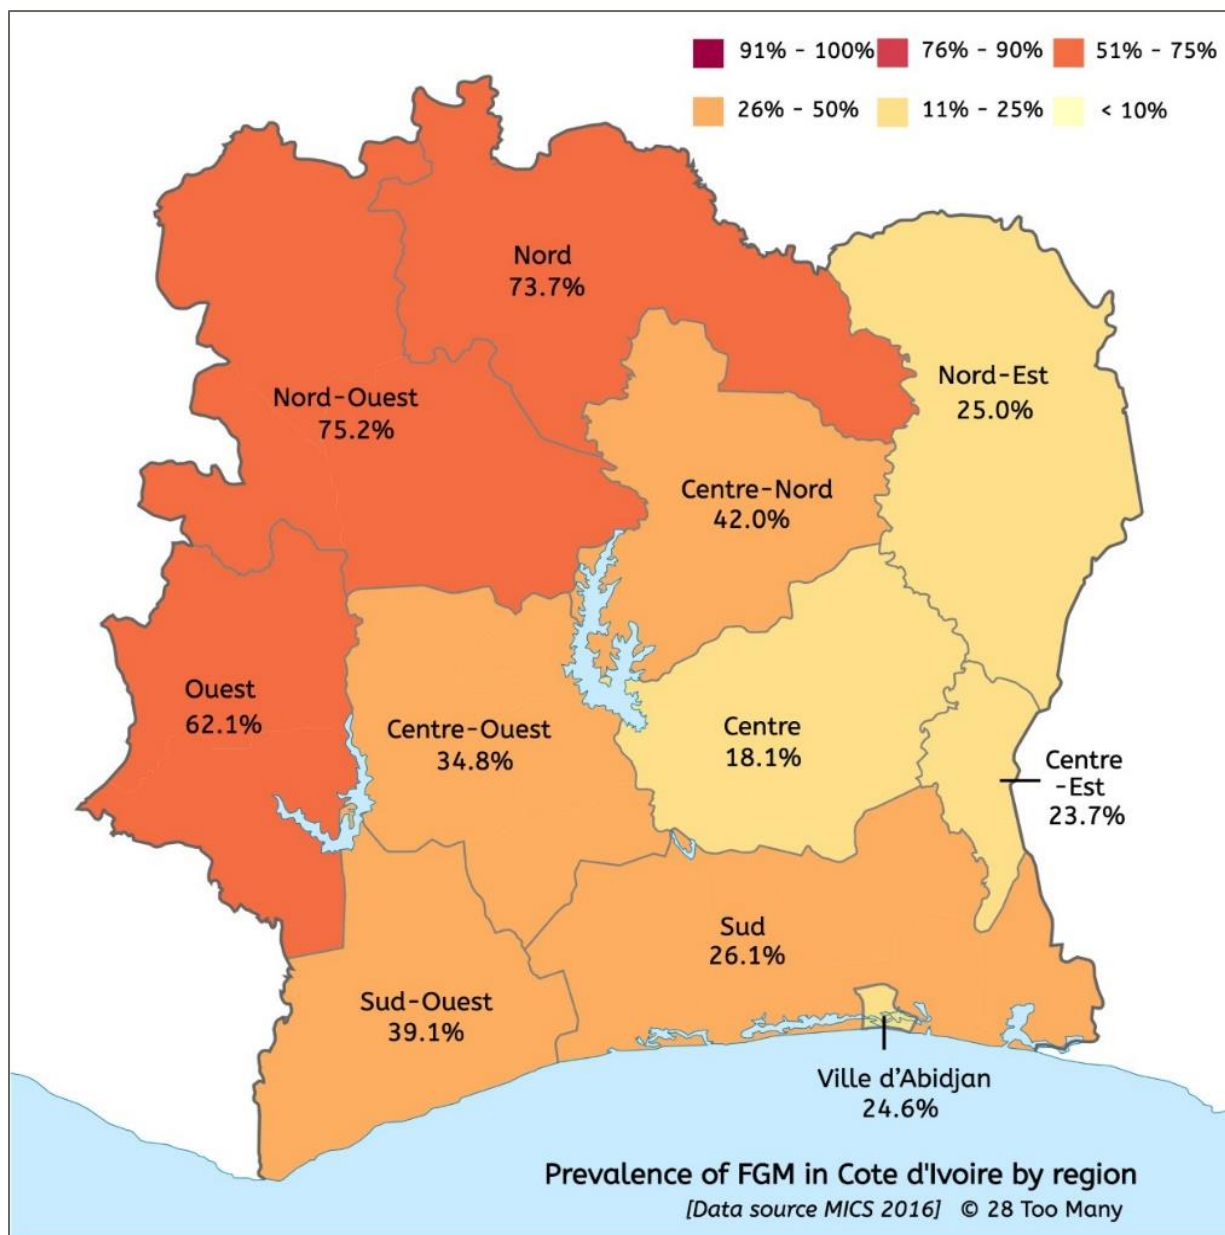 91% - 100% 76% - 90% 51% - 75%
26% - 50% 11% - 25% < 10%
Nord
73.7%
Nord-Est
25.0%
Nord-Ouest
75.2%
Centre-Nord
42.0%
Ouest
62.1%
Centre-Ouest
34.8%
Centre
18.1%
Centre
-Est
23.7%
Sud
26.1%
Sud-Ouest
39.1%
Ville d’Abidjan
24.6%
Prevalence of FGM in Cote d'Ivoire by region
[Data source MICS 2016] © 28 Too Many